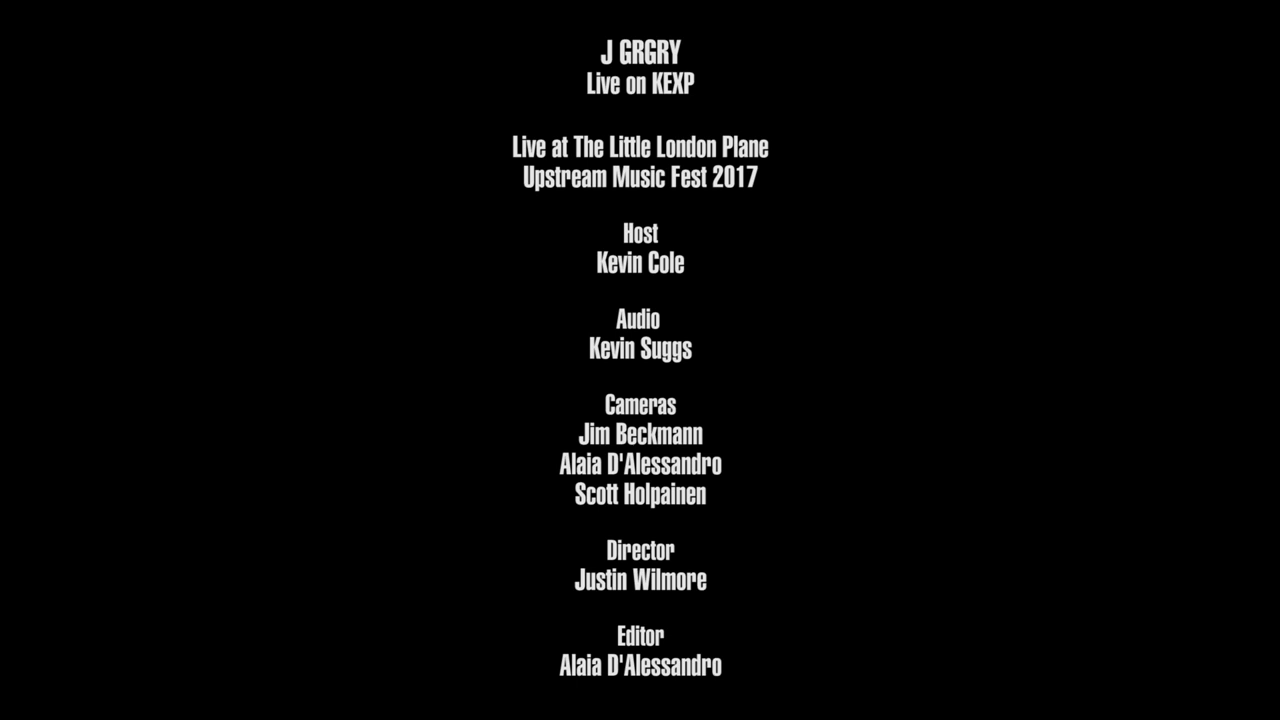 J GRGRY
Live on KEXP
Live at The Little London Plane
Upstream Music Fest 2017
Host
Kevin Cole
Audio
Kevin Suggs
Cameras
Jim Beckmann
Alaia D'Alessandro
Scott Holpainen
Director
Justin Wilmore
Editor
Alaia D'Alessandro